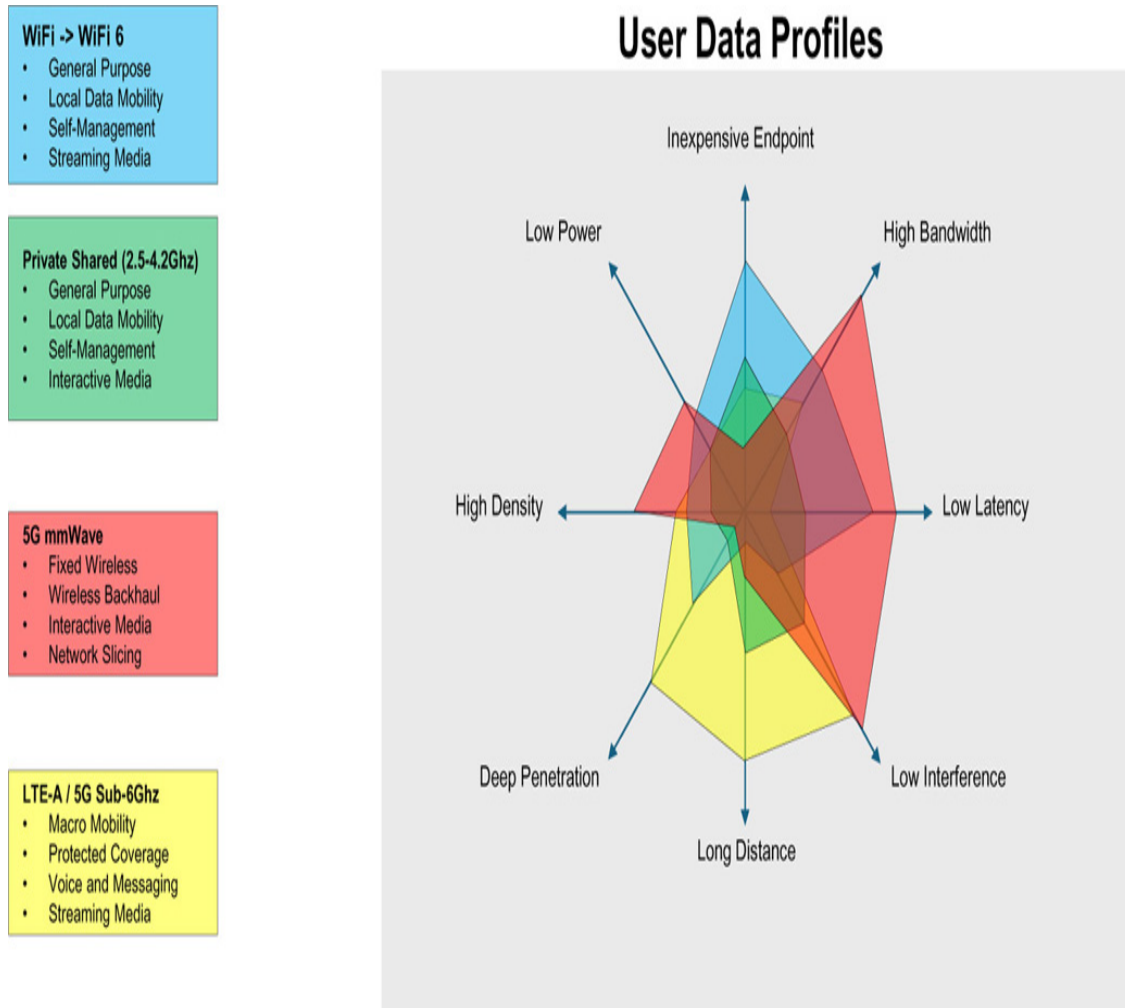 User Data Profiles
WiFi -> WiFi 6
• General Purpose
• Local Data Mobility
• Self-Management
• Streaming Media
Private Shared (2.5-4.2Ghz)
• General Purpose
• Local Data Mobility
• Self-Management
• Interactive Media
5G mmWave
• Fixed Wireless
• Wireless Backhaul
• Interactive Media
• Network Slicing
LTE-A / 5G Sub-6Ghz
• Macro Mobility
• Protected Coverage
• Voice and Messaging
• Streaming Media
Inexpensive Endpoint
Low Power
High Bandwidth
High Density
Low Latency
Deep Penetration
Low Interference
Long Distance